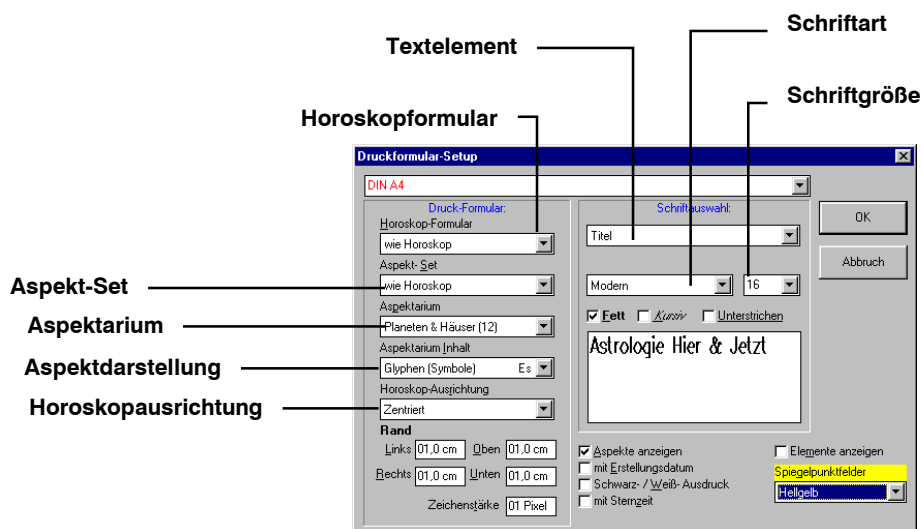 Schriftart
Textelement
Schriftgröße
Horoskopformular
Druckformular-Setup
DIN A4
Druck-Formular:
Horoskop-Formular
wie Horoskop
Aspekt- Set
wie Horoskop
Aspektarium
Planeten & Häuser (12)
Aspektarium Inhalt
Glyphen (Symbole) Es
Horoskop-Ausrichtung
Zentriert
Rand
Links 01,0 cm Oben 01,0 cm
Rechts 01,0 cm Unten 01,0 cm
Zeichenstärke 01 Pixel
Schriftauswahl:
Titel
Modern 16
Fett Kursiv Unterstrichen
Astrologie Hier & Jetzt
Aspekte anzeigen
mit Erstellungsdatum
Schwarz- / Weiß- Ausdruck
mit Sternzeit
Elemente anzeigen
Spiegelpunktfelder
Hellgelb
OK
Abbruch
Aspekt-Set
Aspektarium
Aspektdarstellung
Horoskopausrichtung